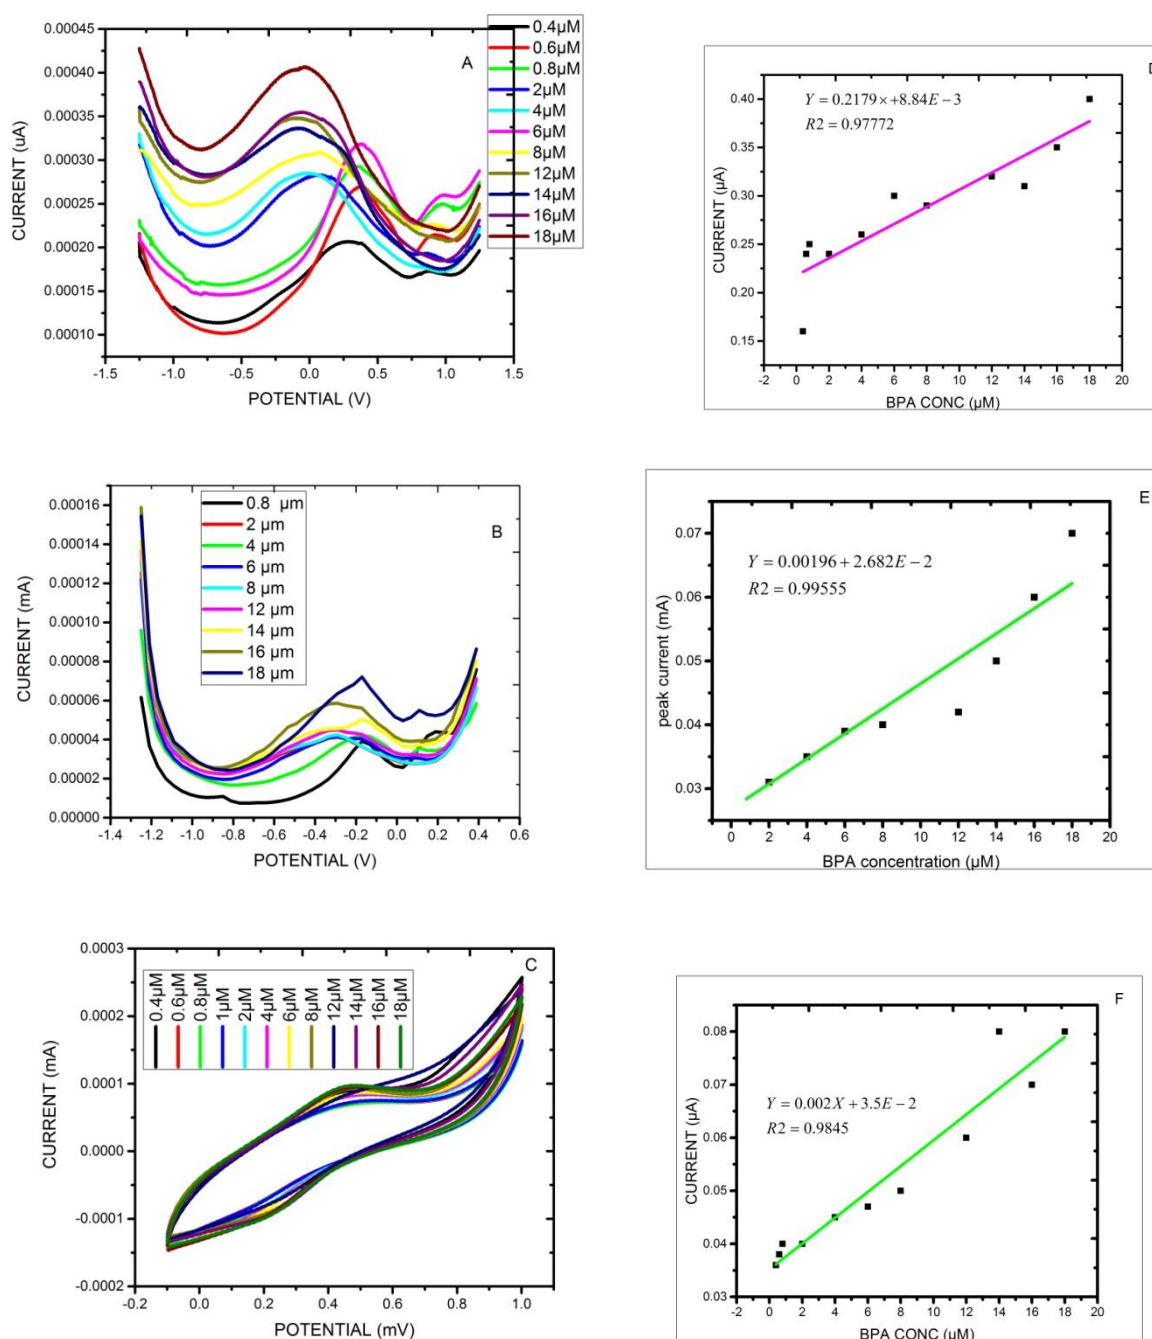 A
0.00045
0.00040
0.00035
0.00030
0.00025
0.00020
0.00015
0.00010
CURRENT (uA)
-1.5
-1.0
-0.5
0.0
0.5
1.0
1.5
POTENTIAL (V)
0.4µM
0.6µM
0.8µM
2µM
4µM
6µM
8µM
12µM
14µM
16µM
18µM
Y = 0.2179×+8.84E−3
R2 = 0.97772
0.40
0.35
0.30
0.25
0.20
0.15
CURRENT (µA)
-2
0
2
4
6
8
10
12
14
16
18
20
BPA CONC (µM)
B
0.00016
0.00014
0.00012
0.00010
0.00008
0.00006
0.00004
0.00002
0.00000
CURRENT (mA)
-1.4
-1.2
-1.0
-0.8
-0.6
-0.4
-0.2
0.0
0.2
0.4
0.6
POTENTIAL (V)
0.8 µm
2 µm
4 µm
6 µm
8 µm
12 µm
14 µm
16 µm
18 µm
E
Y = 0.00196 + 2.682E − 2
R2 = 0.99555
0.07
0.06
0.05
0.04
0.03
peak current (mA)
0
2
4
6
8
10
12
14
16
18
20
BPA concentration (µM)
C
0.0003
0.0002
0.0001
0.0000
-0.0001
-0.0002
CURRENT (mA)
-0.2
0.0
0.2
0.4
0.6
0.8
1.0
POTENTIAL (mV)
0.4µM
0.6µM
0.8µM
1µM
2µM
4µM
6µM
8µM
12µM
14µM
16µM
18µM
F
Y = 0.002X + 3.5E − 2
R2 = 0.9845
0.08
0.07
0.06
0.05
0.04
0.03
CURRENT (µA)
-2
0
2
4
6
8
10
12
14
16
18
20
BPA CONC (µM)